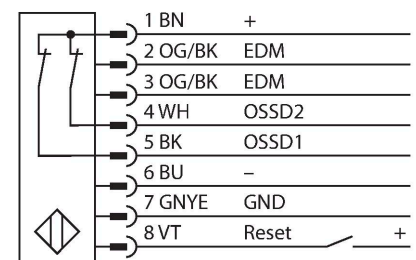 1 BN +
2 OG/BK EDM
3 OG/BK EDM
4 WH OSSD2
5 BK OSSD1
6 BU –
7 GNYE GND
8 VT Reset +